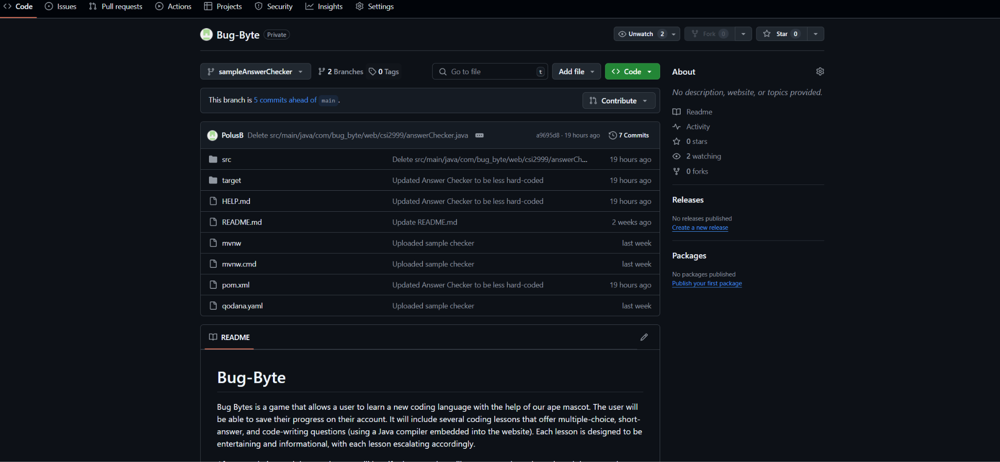 Code Issues Pull requests Actions Projects Security Insights Settings
Bug-Byte Private
Unwatch 2 Fork 0 Star 0
sampleAnswerChecker 2 Branches 0 Tags Go to file t Add file Code
This branch is 5 commits ahead of main .
Contribute
PolusB Delete src/main/java/com/bug_byte/web/csi2999/answerChecker.java a9695d8 · 19 hours ago 7 Commits
src Delete src/main/java/com/bug_byte/web/csi2999/answerCh... 19 hours ago
target Updated Answer Checker to be less hard-coded 19 hours ago
HELP.md Updated Answer Checker to be less hard-coded 19 hours ago
README.md Update README.md 2 weeks ago
mvnw Uploaded sample checker last week
mvnw.cmd Uploaded sample checker last week
pom.xml Updated Answer Checker to be less hard-coded 19 hours ago
qodana.yaml Uploaded sample checker last week
README
Bug-Byte
Bug Bytes is a game that allows a user to learn a new coding language with the help of our ape mascot. The user will
be able to save their progress on their account. It will include several coding lessons that offer multiple-choice, short-
answer, and code-writing questions (using a Java compiler embedded into the website). Each lesson is designed to be
entertaining and informational, with each lesson escalating accordingly.
About
No description, website, or topics provided.
Readme
Activity
0 stars
2 watching
0 forks
Releases
No releases published
Create a new release
Packages
No packages published
Publish your first package